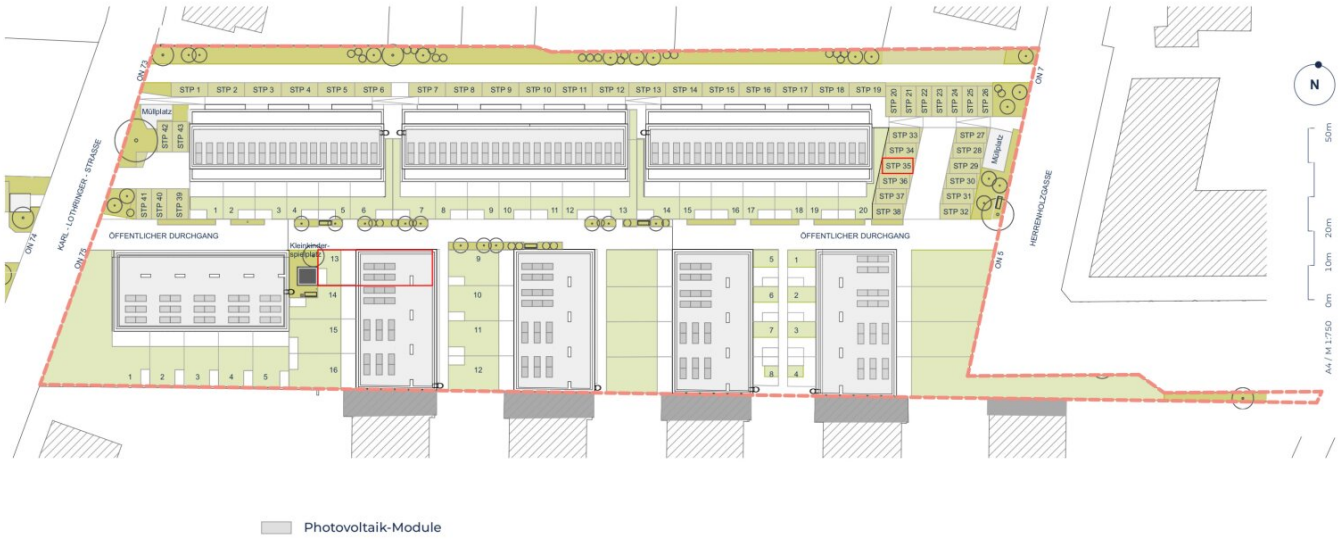 ON 73
ON 7
N
STP 1 STP 2 STP 3 STP 4 STP 5 STP 6 STP 7 STP 8 STP 9 STP 10 STP 11 STP 12 STP 13 STP 14 STP 15 STP 16 STP 17 STP 18 STP 19 STP 20 STP 21 STP 22 STP 23 STP 24 STP 25 STP 26
Müllplatz
STP 42 STP 43
STP 33 STP 27
STP 34 STP 28
STP 35 STP 29
STP 36 STP 30
STP 37 STP 31
STP 38 STP 32
Müllplatz
KARL - LOTHRINGER - STRASSE
HERRENHOLZGASSE
STP 41 STP 40 STP 39
1 2 3 4 5 6 7 8 9 10 11 12 13 14 15 16 17 18 19 20
ON 74
ON 75
ON 5
ÖFFENTLICHER DURCHGANG
ÖFFENTLICHER DURCHGANG
Kleinkinder-
spielplatz
13 9 5 1
14 10 6 2
15 11 7 3
16 12 8 4
1 2 3 4 5
50m
20m
10m
0m
A4 / M 1:750
Photovoltaik-Module